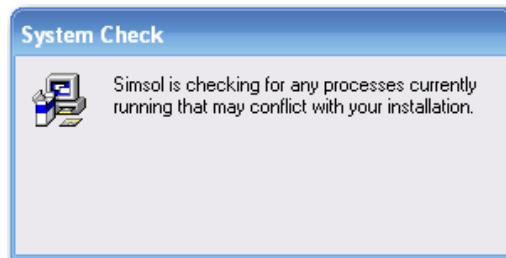 System Check
Simsol is checking for any processes currently
running that may conflict with your installation.